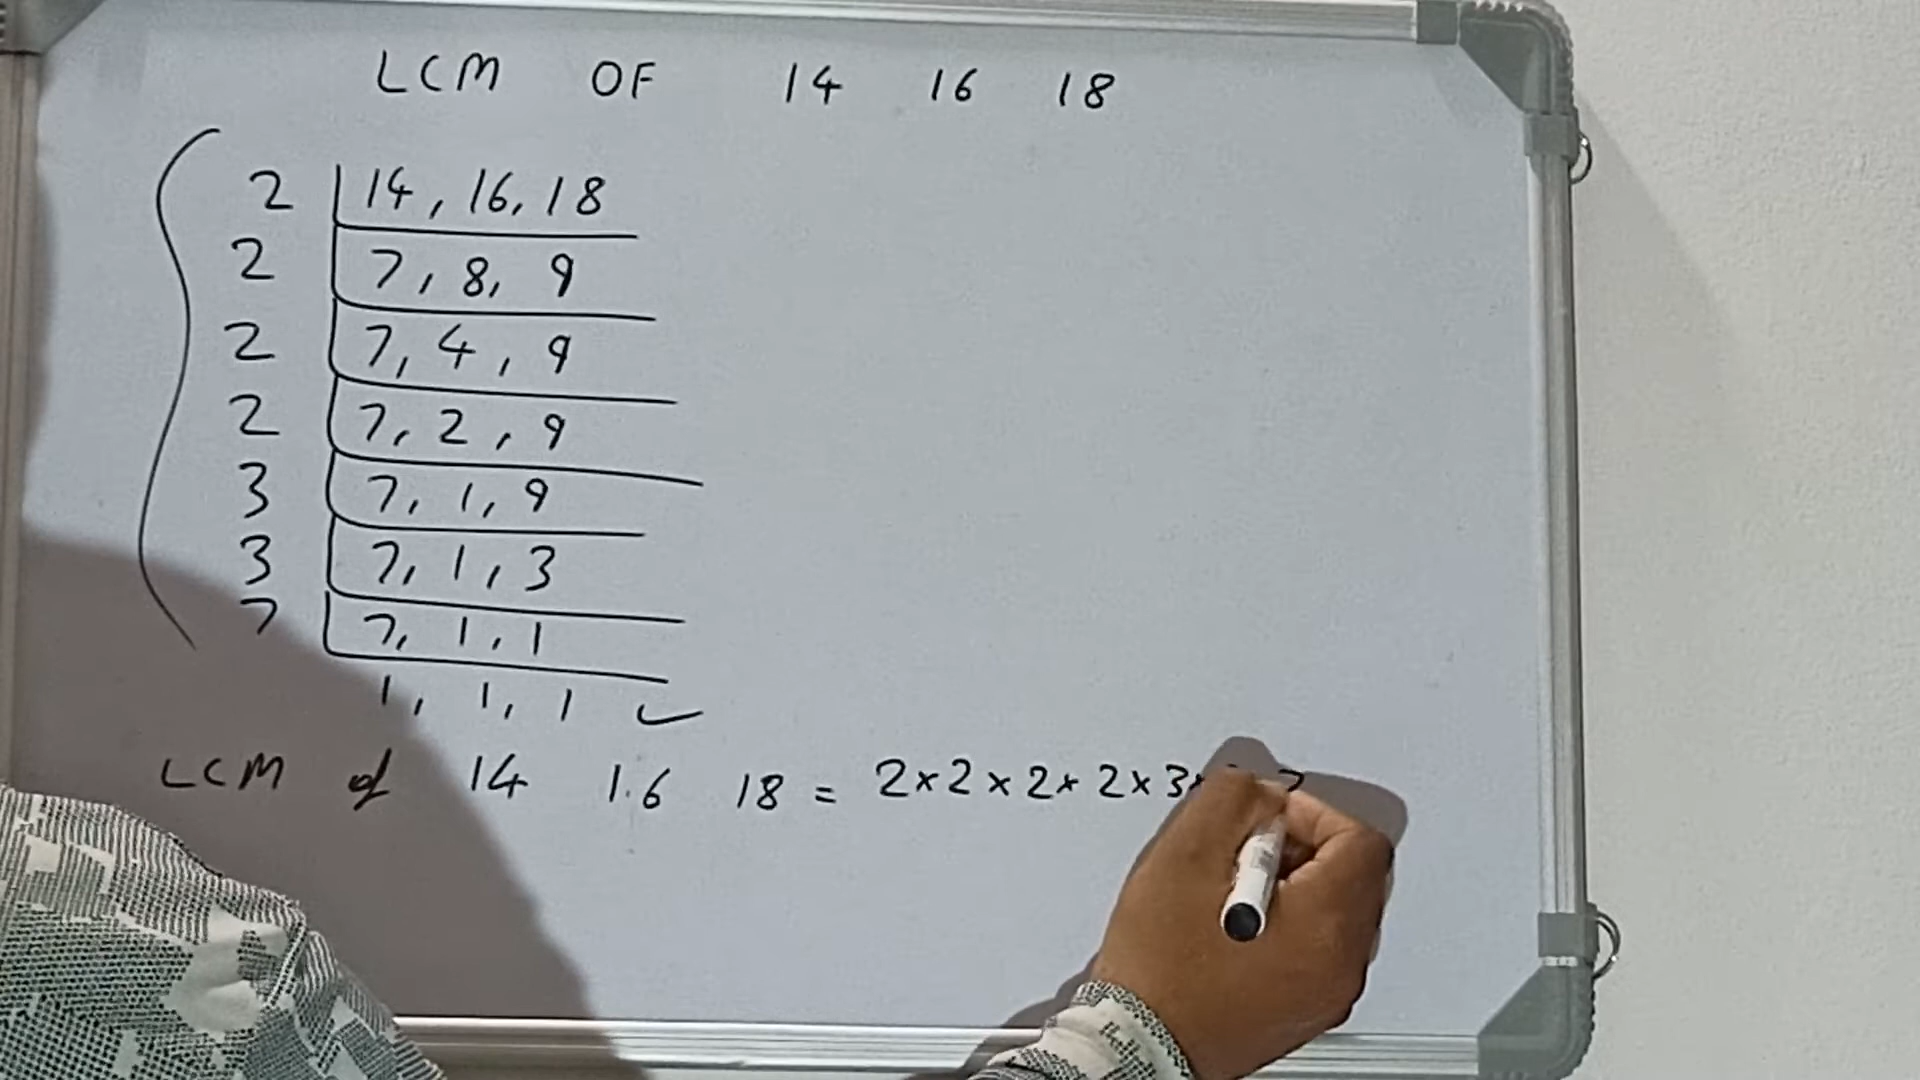 LCM OF 14 16 18
2 14, 16, 18
2 7, 8, 9
2 7, 4, 9
2 7, 2, 9
3 7, 1, 9
3 7, 1, 3
7 7, 1, 1
1, 1, 1 ✓
LCM of 14 1.6 18 = 2×2×2×2×3×